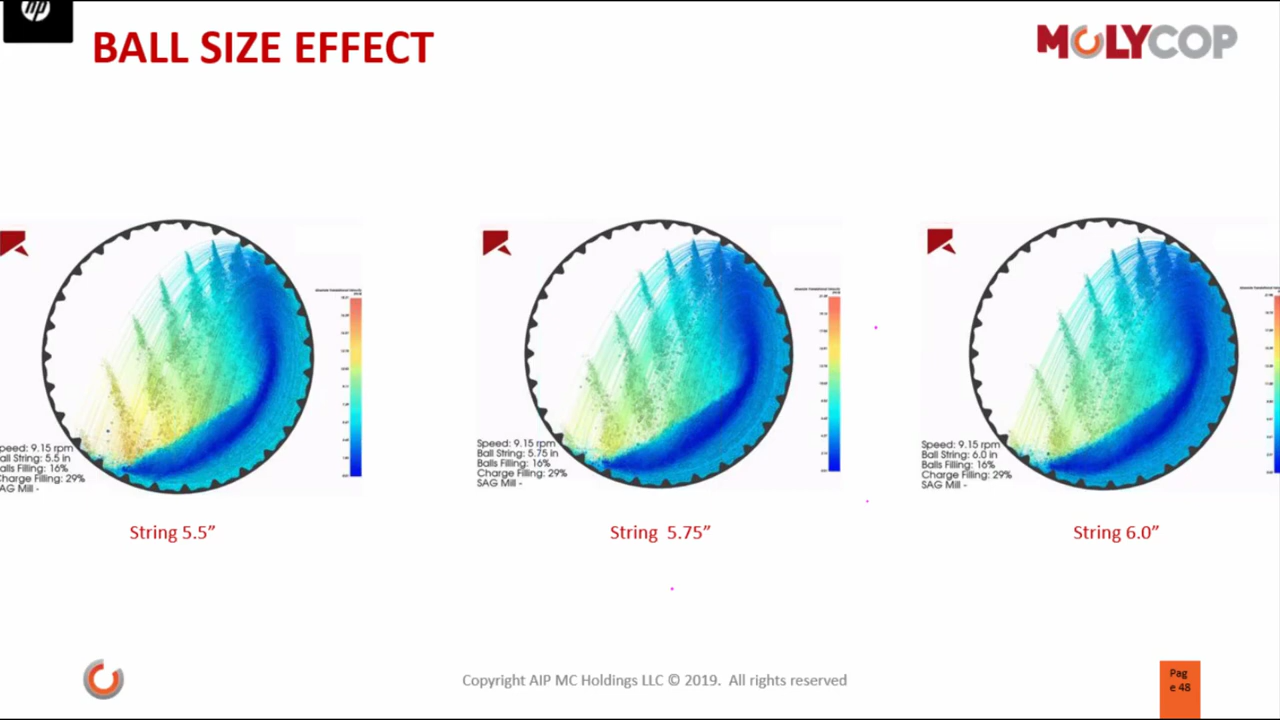 hp
BALL SIZE EFFECT
MOLYCOP
peed: 9.15 rpm
all String: 5.5 in
alls Filling: 16%
Charge Filling: 29%
AG Mill -
Speed: 9.15 rpm
Ball String: 5.75 in
Balls Filling: 16%
Charge Filling: 29%
SAG Mill -
Speed: 9.15 rpm
Ball String: 6.0 in
Balls Filling: 16%
Charge Filling: 29%
SAG Mill -
String 5.5”
String  5.75”
String 6.0”
Copyright AIP MC Holdings LLC © 2019.  All rights reserved
Pag
e 48